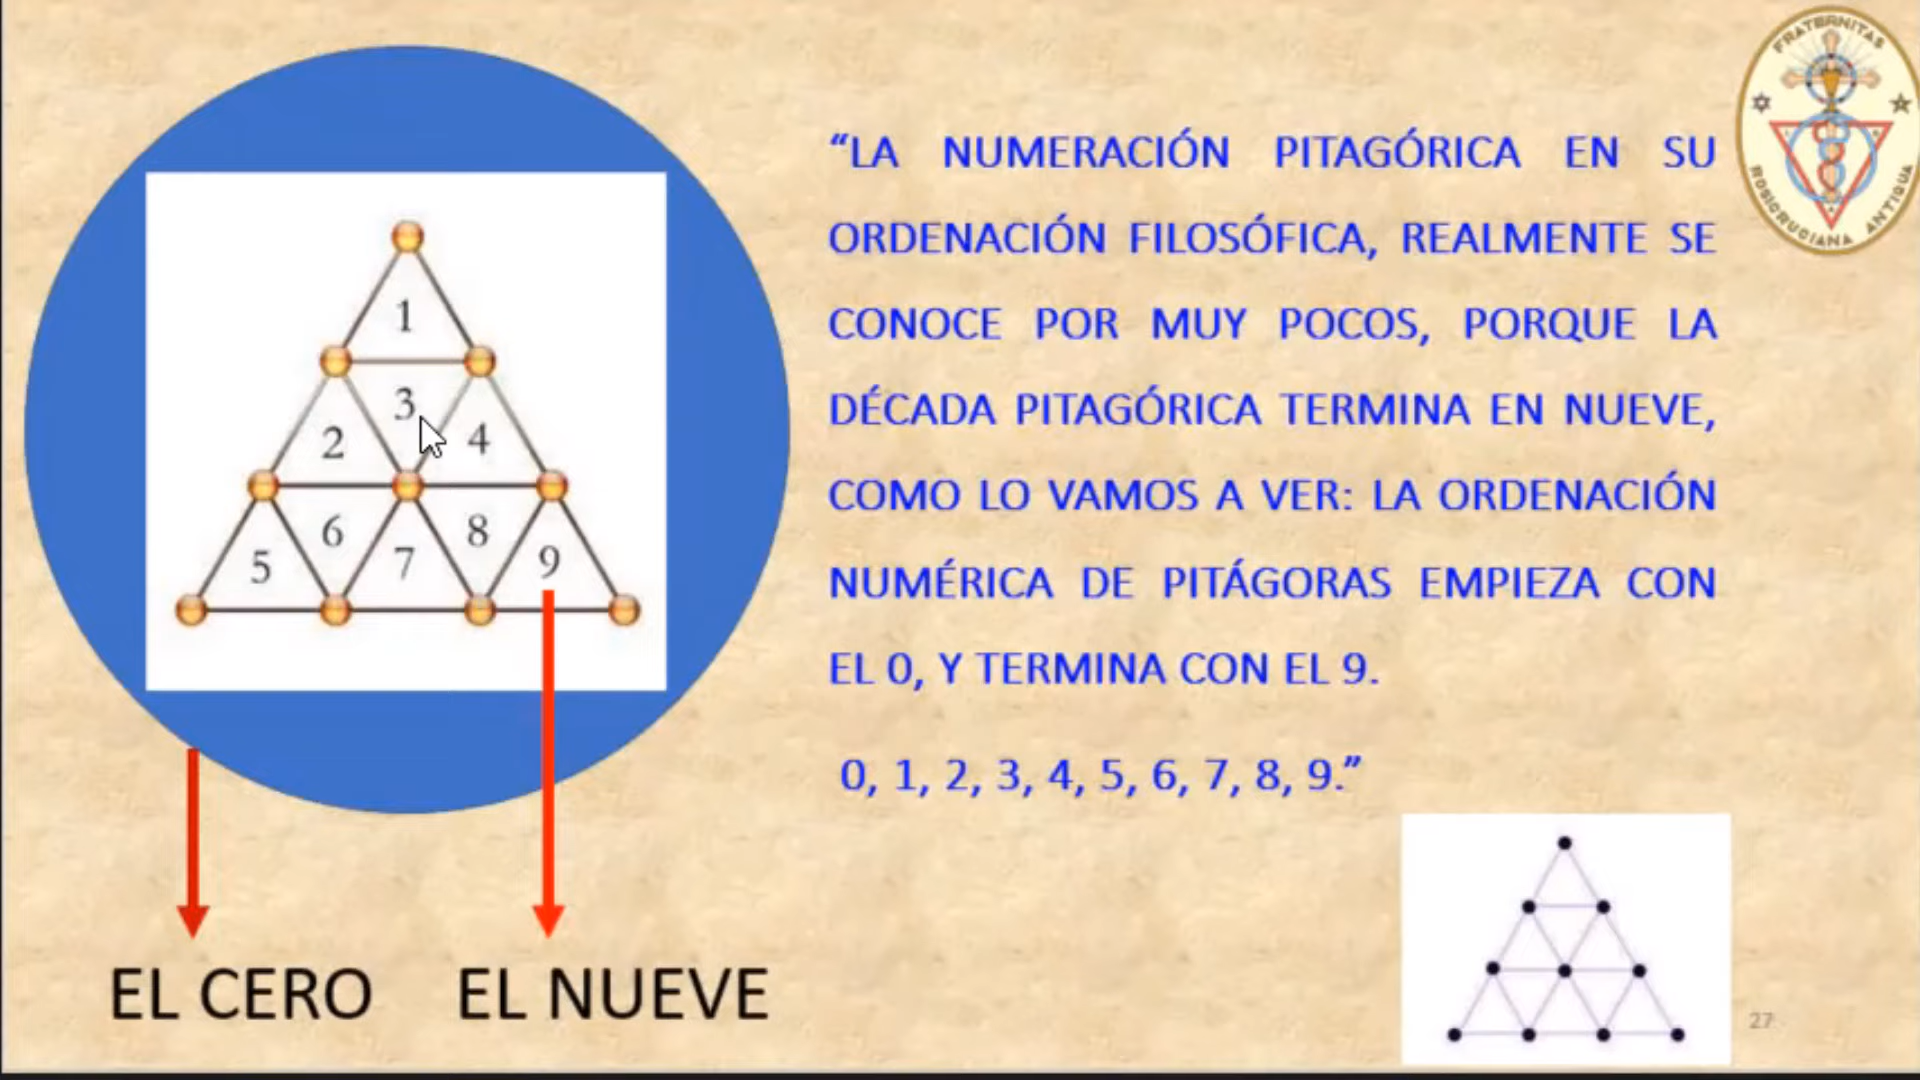 FRATERNITAS
ROSICRUCIANA ANTIQUA
“LA NUMERACIÓN PITAGÓRICA EN SU
ORDENACIÓN FILOSÓFICA, REALMENTE SE
CONOCE POR MUY POCOS, PORQUE LA
DÉCADA PITAGÓRICA TERMINA EN NUEVE,
COMO LO VAMOS A VER: LA ORDENACIÓN
NUMÉRICA DE PITÁGORAS EMPIEZA CON
EL 0, Y TERMINA CON EL 9.
0, 1, 2, 3, 4, 5, 6, 7, 8, 9.”
1
2 3 4
5 6 7 8 9
EL CERO EL NUEVE
27